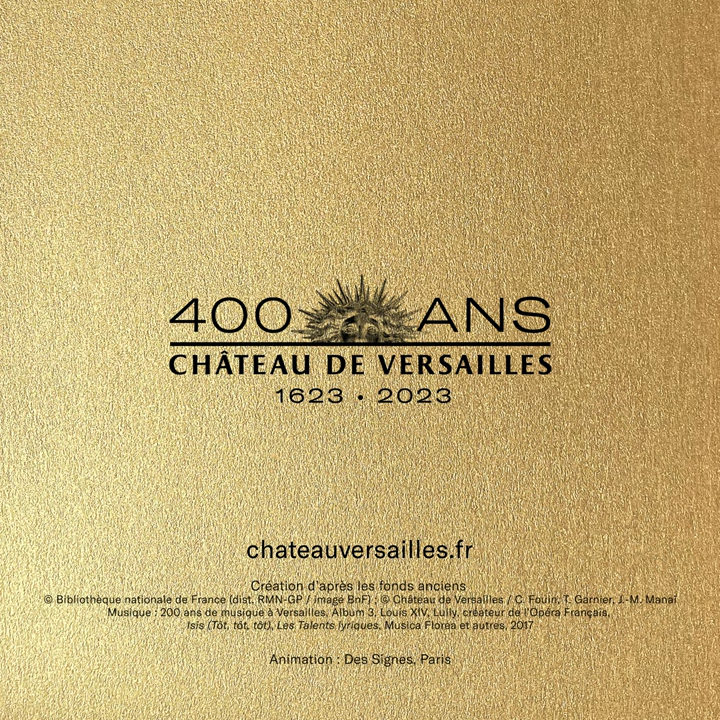 400 ANS
CHÂTEAU DE VERSAILLES
1623 • 2023
chateauversailles.fr
Création d'après les fonds anciens
© Bibliothèque nationale de France (dist. RMN-GP / image BnF) ; © Château de Versailles / C. Fouin, T. Garnier, J.-M. Manaï
Musique : 200 ans de musique à Versailles, Album 3, Louis XIV, Lully, créateur de l'Opéra Français,
Isis (Tôt, tôt, tôt), Les Talents lyriques, Musica Florea et autres, 2017
Animation : Des Signes, Paris